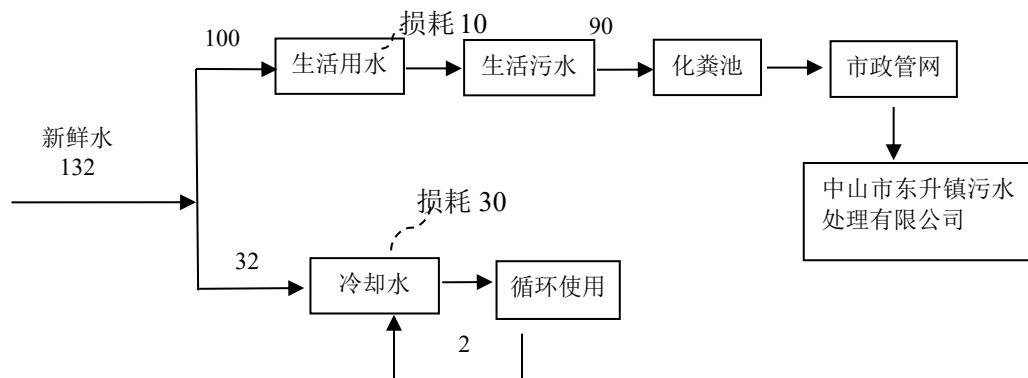 损耗 10
100
90
生活用水
生活污水
化粪池
市政管网
新鲜水
132
中山市东升镇污水
处理有限公司
损耗 30
32
冷却水
循环使用
2